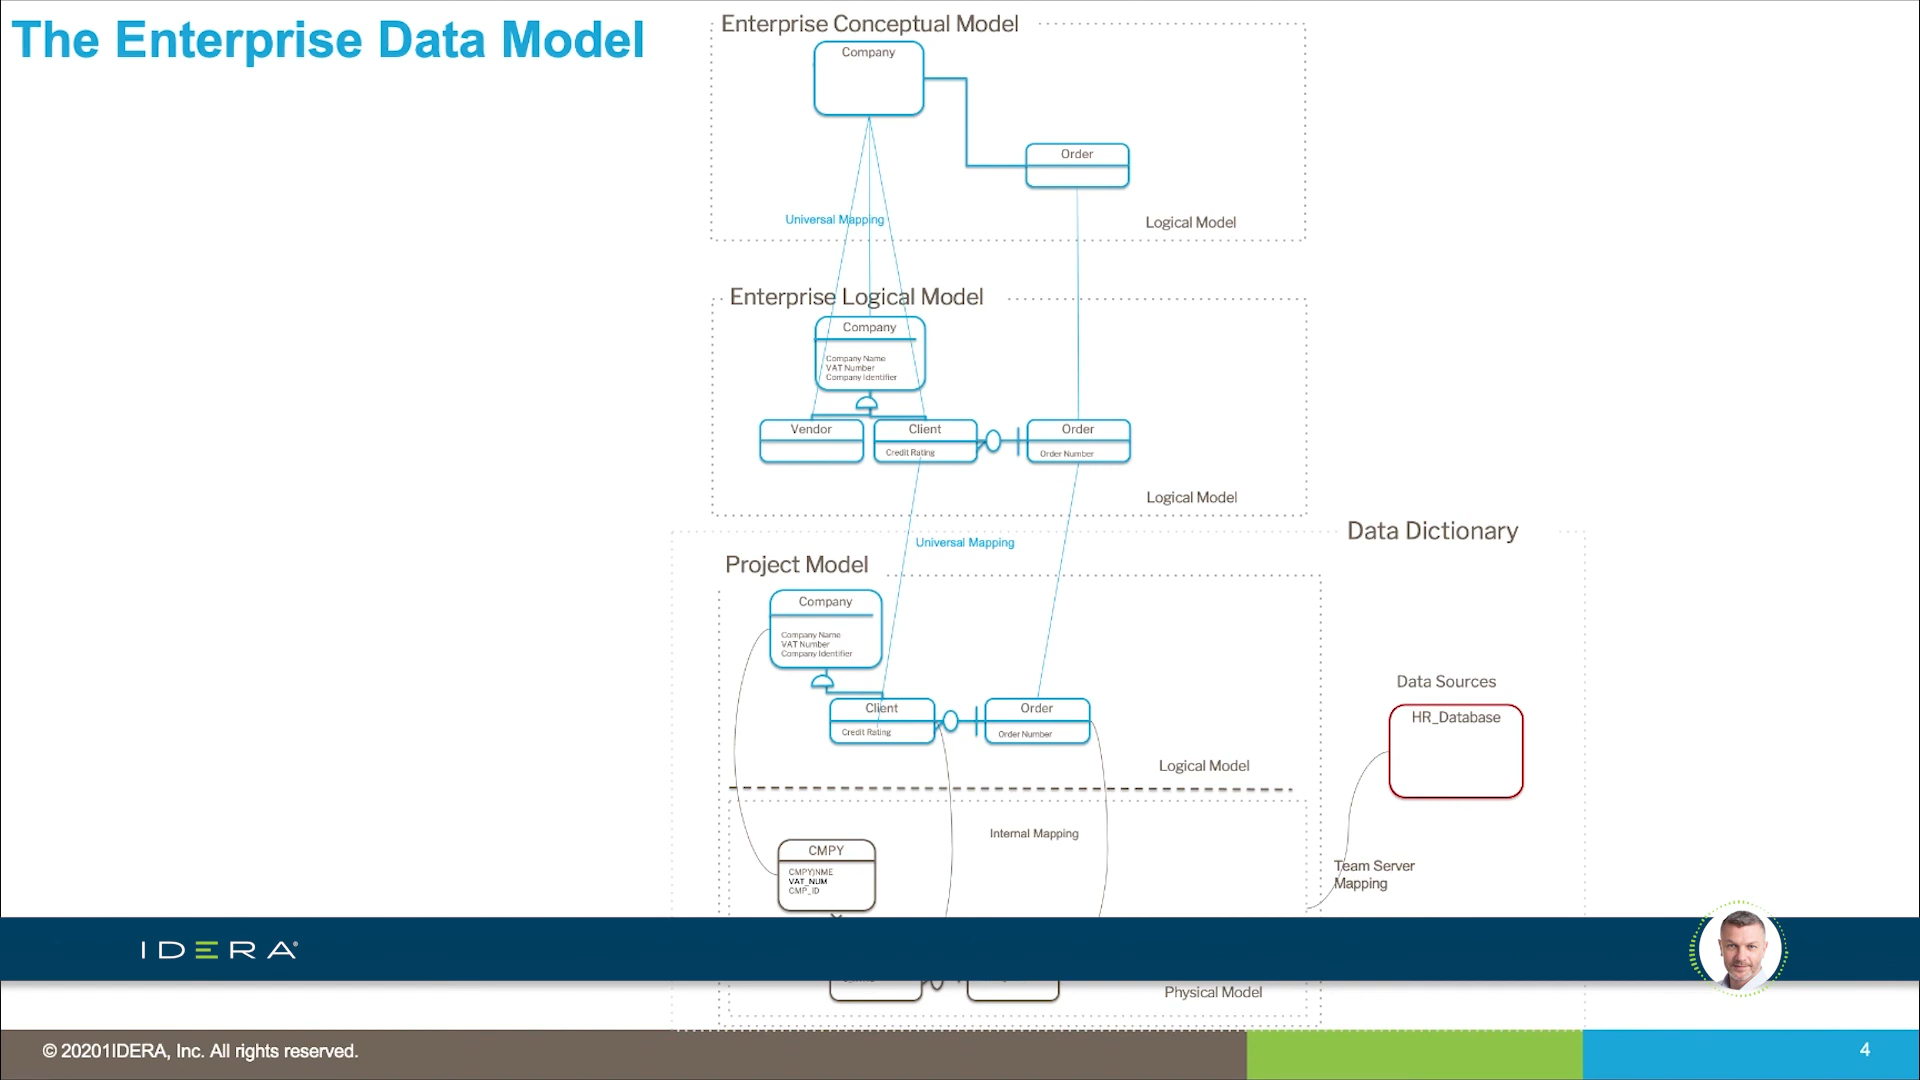 The Enterprise Data Model
Enterprise Conceptual Model
Company
Order
Universal Mapping
Logical Model
Enterprise Logical Model
Company
Company Name
VAT Number
Company Identifier
Vendor
Client
Credit Rating
Order
Order Number
Logical Model
Data Dictionary
Universal Mapping
Project Model
Company
Company Name
VAT Number
Company Identifier
Client
Credit Rating
Order
Order Number
Logical Model
Data Sources
HR_Database
Internal Mapping
CMPY
CMPY)NME
VAT_NUM
CMP_ID
Team Server
Mapping
IDERA
Physical Model
© 20201IDERA, Inc. All rights reserved.
4